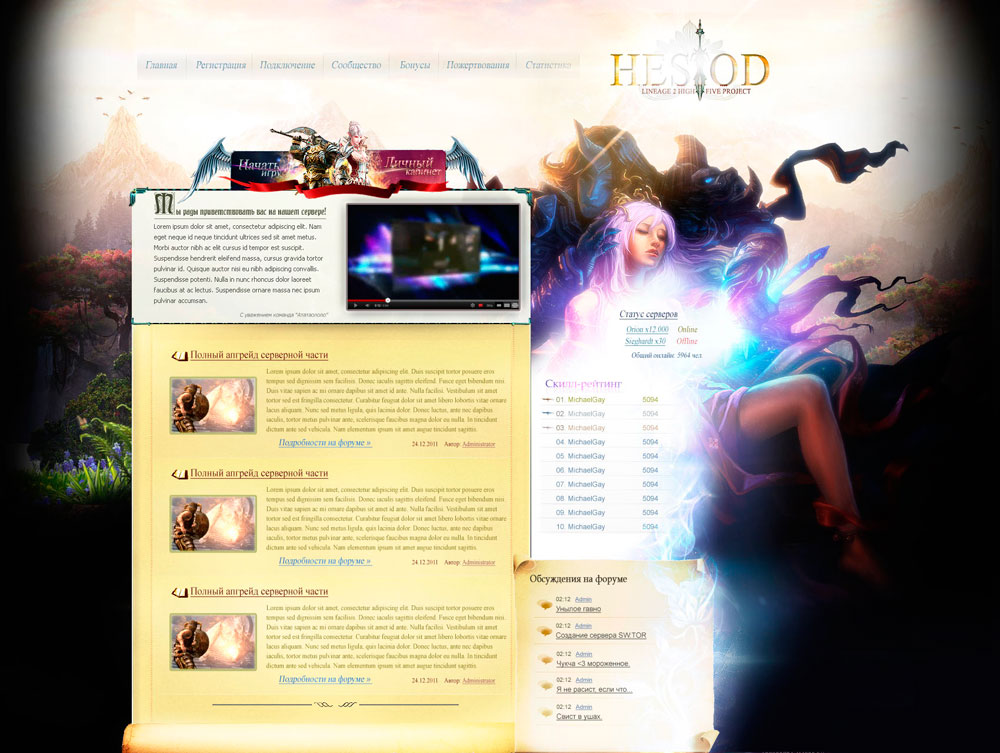 Главная Регистрация Подключение Сообщество Бонусы Пожертвования Статистика
HESIOD
LINEAGE 2 HIGH FIVE PROJECT
Начать игру
Личный кабинет
Мы рады приветствовать вас на нашем сервере!
Lorem ipsum dolor sit amet, consectetur adipiscing elit. Nam
eget neque id neque tincidunt ultrices sed sit amet metus.
Morbi auctor nibh ac elit cursus id tempor est suscipit.
Suspendisse hendrerit eleifend massa, cursus gravida tortor
pulvinar id. Quisque auctor nisi eu nibh adipiscing convallis.
Suspendisse potenti. Nulla in nunc rhoncus dolor laoreet
faucibus at ac lectus. Suspendisse ornare massa nec ipsum
pulvinar accumsan.
С уважением команда
Статус серверов
Orion x12 000 Online
Sieghardt x30 Offline
Общий онлайн: 5964 чел.
Скилл-рейтинг
01 MichaelGay 5094
02 MichaelGay 5094
03 MichaelGay 5094
04 MichaelGay 5094
05 MichaelGay 5094
06 MichaelGay 5094
07 MichaelGay 5094
08 MichaelGay 5094
09 MichaelGay 5094
10 MichaelGay 5094
Полный апгрейд серверной части
Lorem ipsum dolor sit amet, consectetur adipiscing elit. Duis suscipit tortor posuere eros
tempus sed dignissim sem facilisis. Donec iaculis sagittis eleifend. Fusce eget bibendum nisi.
Duis vitae sapien ac mi ornare dapibus sit amet id ante. Nulla facilisi. Vestibulum sit amet
tortor sed est fringilla consectetur. Curabitur feugiat dolor sit amet libero lobortis vitae ornare
lacus aliquam. Nunc sed metus ligula, quis lacinia dolor. Donec luctus, ante nec dapibus
iaculis, tortor metus pulvinar ante, scelerisque faucibus magna dolor eu nulla. In tincidunt
dictum ante sed vehicula. Nam elementum ipsum sit amet augue tincidunt sagittis.
Подробности на форуме »
24.12.2011 Автор: Administrator
Полный апгрейд серверной части
Lorem ipsum dolor sit amet, consectetur adipiscing elit. Duis suscipit tortor posuere eros
tempus sed dignissim sem facilisis. Donec iaculis sagittis eleifend. Fusce eget bibendum nisi.
Duis vitae sapien ac mi ornare dapibus sit amet id ante. Nulla facilisi. Vestibulum sit amet
tortor sed est fringilla consectetur. Curabitur feugiat dolor sit amet libero lobortis vitae ornare
lacus aliquam. Nunc sed metus ligula, quis lacinia dolor. Donec luctus, ante nec dapibus
iaculis, tortor metus pulvinar ante, scelerisque faucibus magna dolor eu nulla. In tincidunt
dictum ante sed vehicula. Nam elementum ipsum sit amet augue tincidunt sagittis.
Подробности на форуме »
24.12.2011 Автор: Administrator
Полный апгрейд серверной части
Lorem ipsum dolor sit amet, consectetur adipiscing elit. Duis suscipit tortor posuere eros
tempus sed dignissim sem facilisis. Donec iaculis sagittis eleifend. Fusce eget bibendum nisi.
Duis vitae sapien ac mi ornare dapibus sit amet id ante. Nulla facilisi. Vestibulum sit amet
tortor sed est fringilla consectetur. Curabitur feugiat dolor sit amet libero lobortis vitae ornare
lacus aliquam. Nunc sed metus ligula, quis lacinia dolor. Donec luctus, ante nec dapibus
iaculis, tortor metus pulvinar ante, scelerisque faucibus magna dolor eu nulla. In tincidunt
dictum ante sed vehicula. Nam elementum ipsum sit amet augue tincidunt sagittis.
Подробности на форуме »
24.12.2011 Автор: Administrator
Обсуждения на форуме
02:12 Admin
Унылое гавно
02:12 Admin
Создание сервера SW:TOR
02:12 Admin
Чукча <3 мороженное.
02:12 Admin
Я не расист, если что...
02:12 Admin
Свист в ушах.